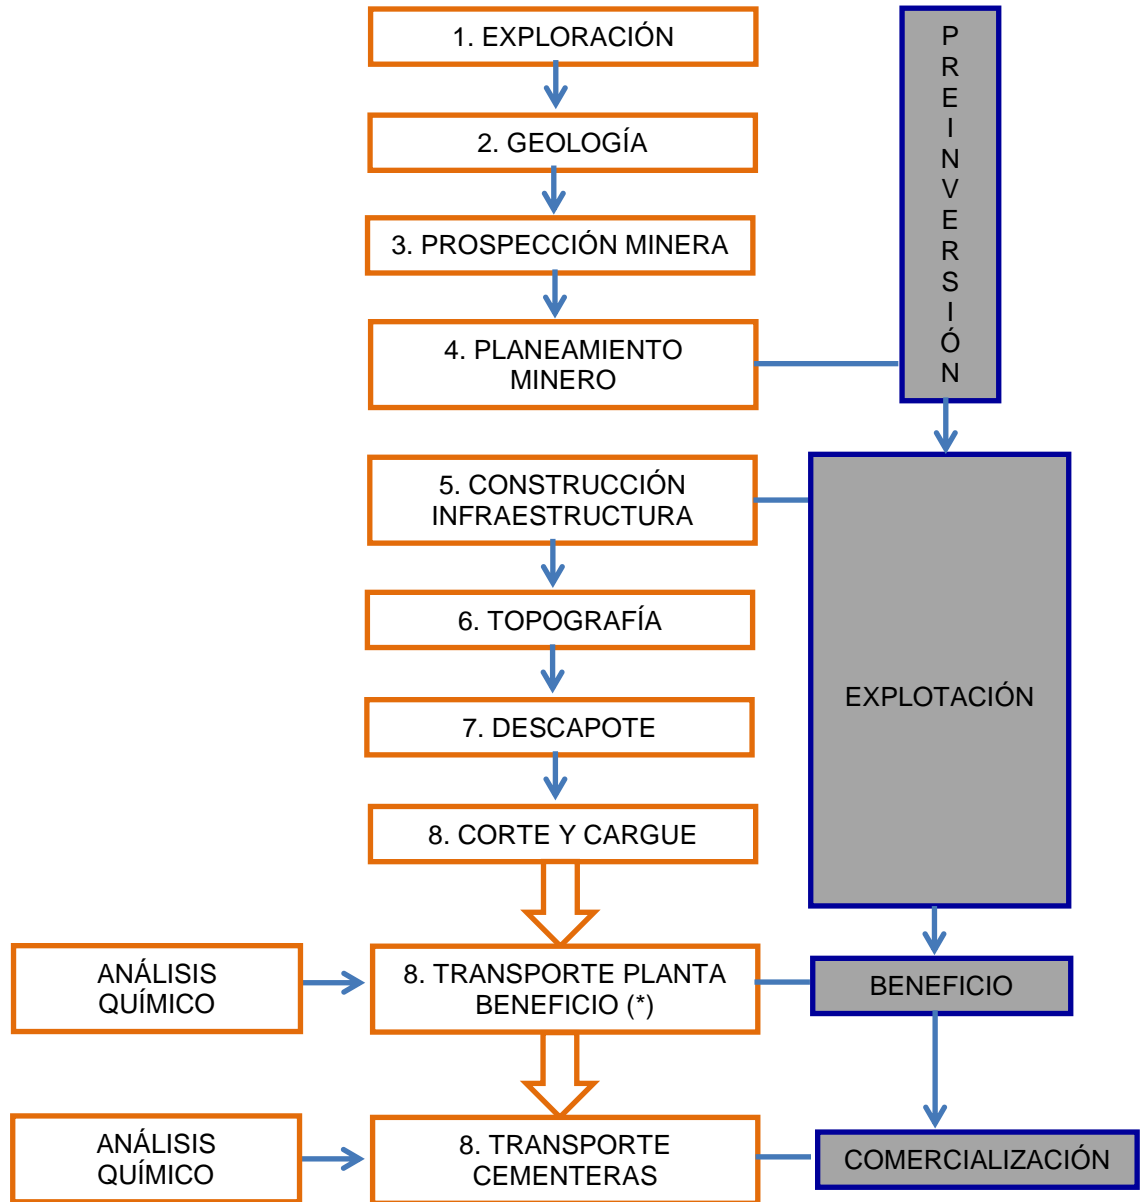 1. EXPLORACIÓN
2. GEOLOGÍA
3. PROSPECCIÓN MINERA
4. PLANEAMIENTO
MINERO
P
R
E
I
N
V
E
R
S
I
Ó
N
5. CONSTRUCCIÓN
INFRAESTRUCTURA
6. TOPOGRAFÍA
7. DESCAPOTE
8. CORTE Y CARGUE
EXPLOTACIÓN
ANÁLISIS
QUÍMICO
8. TRANSPORTE PLANTA
BENEFICIO (*)
BENEFICIO
ANÁLISIS
QUÍMICO
8. TRANSPORTE
CEMENTERAS
COMERCIALIZACIÓN